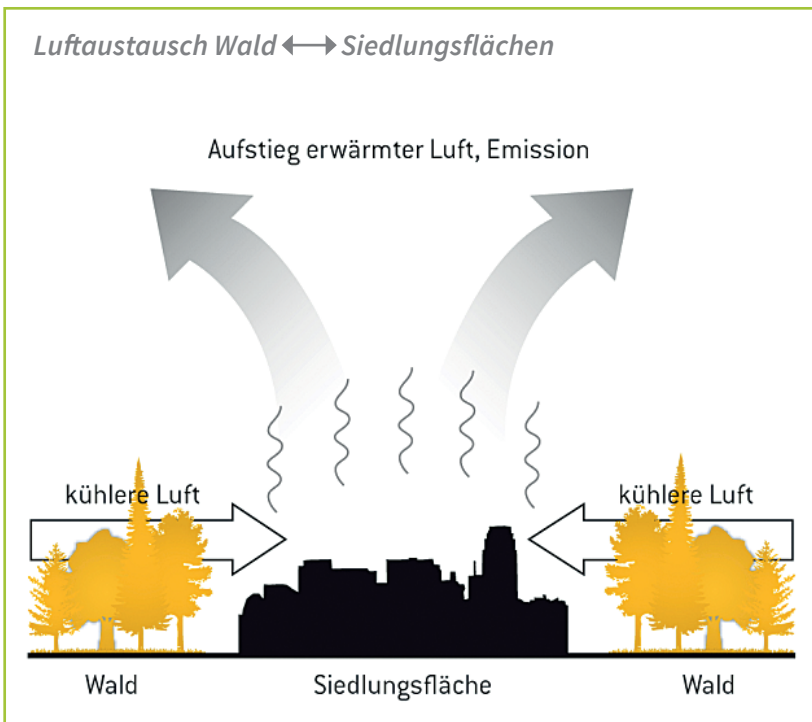 Luftaustausch Wald ↔ Siedlungsflächen
Aufstieg erwärmter Luft, Emission
kühlere Luft
kühlere Luft
Wald
Siedlungsfläche
Wald